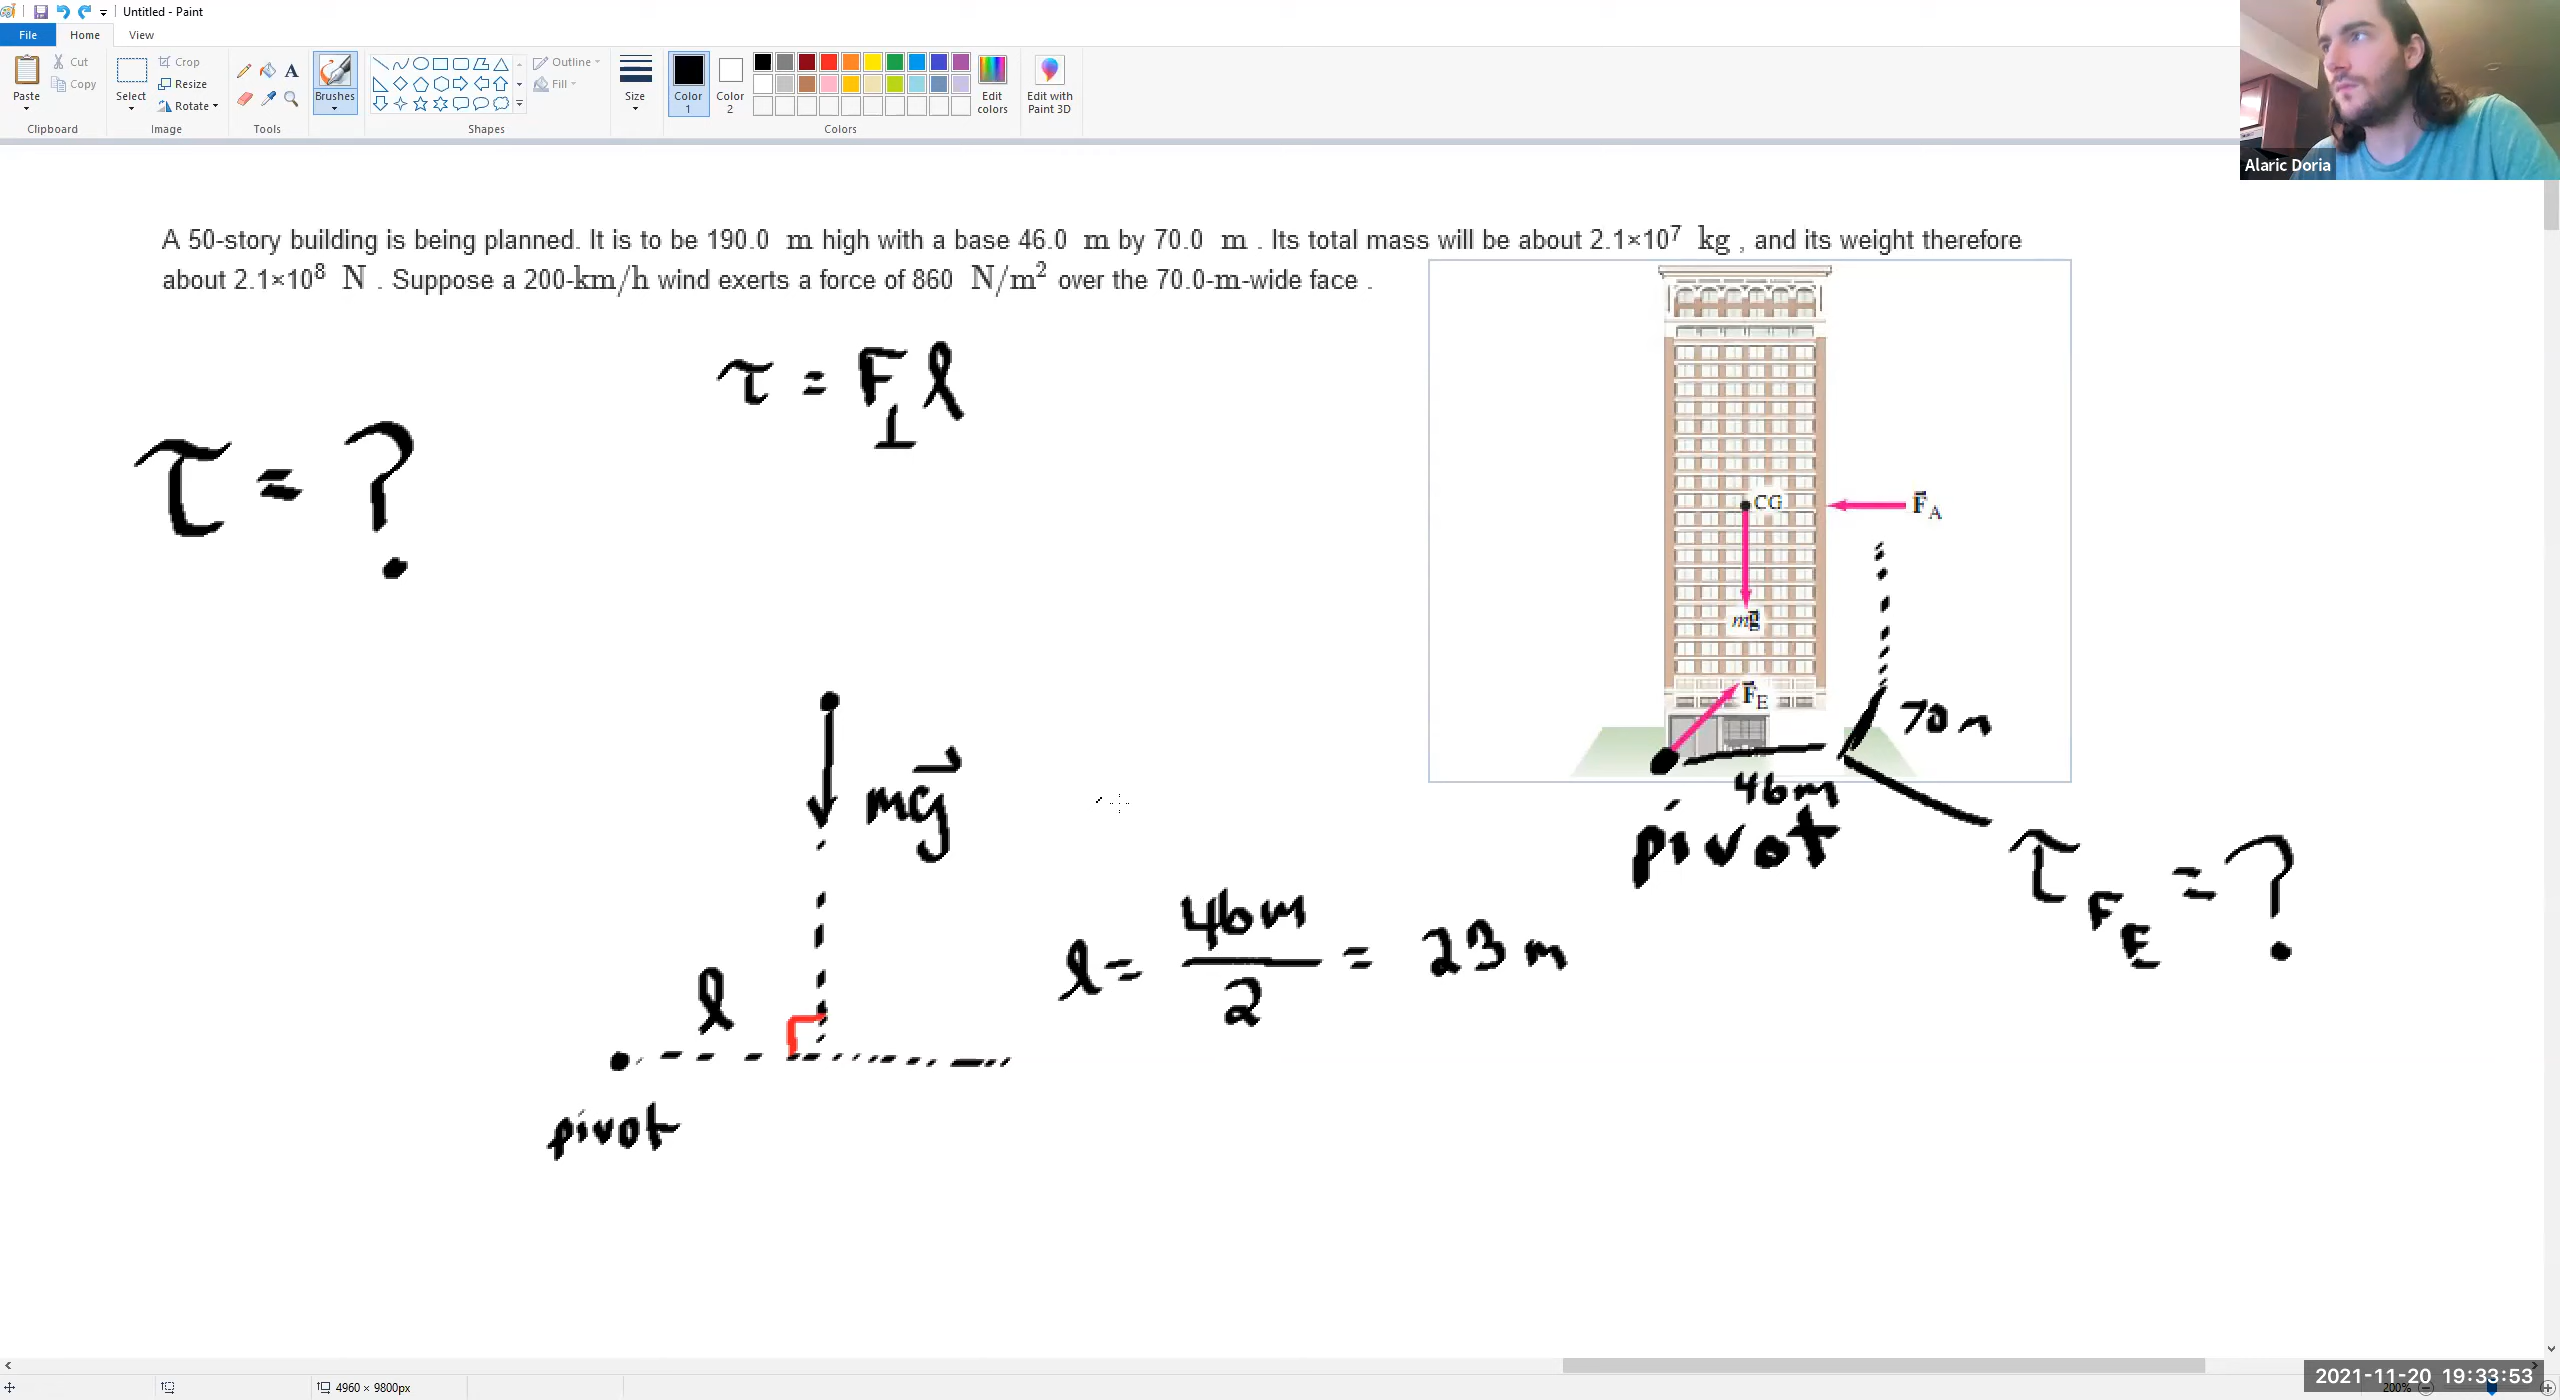 Untitled - Paint
File Home View
Paste
Cut
Copy
Clipboard
Select
Crop
Resize
Rotate
Image
A
Tools
Brushes
Shapes
Outline
Fill
Size
Color 1
Color 2
Edit colors
Edit with Paint 3D
Colors
Alaric Doria
A 50-story building is being planned. It is to be 190.0 m high with a base 46.0 m by 70.0 m . Its total mass will be about 2.1×10⁷ kg , and its weight therefore
about 2.1×10⁸ N . Suppose a 200-km/h wind exerts a force of 860 N/m² over the 70.0-m-wide face .
τ = F⊥ ℓ
τ = ?
CG
F⃗_A
mg⃗
F⃗_E
70 m
46m
pivot
τ_F_E = ?
mg⃗
ℓ = 46m/2 = 23 m
ℓ
pivot
4960 × 9800px
200%
2021-11-20 19:33:53